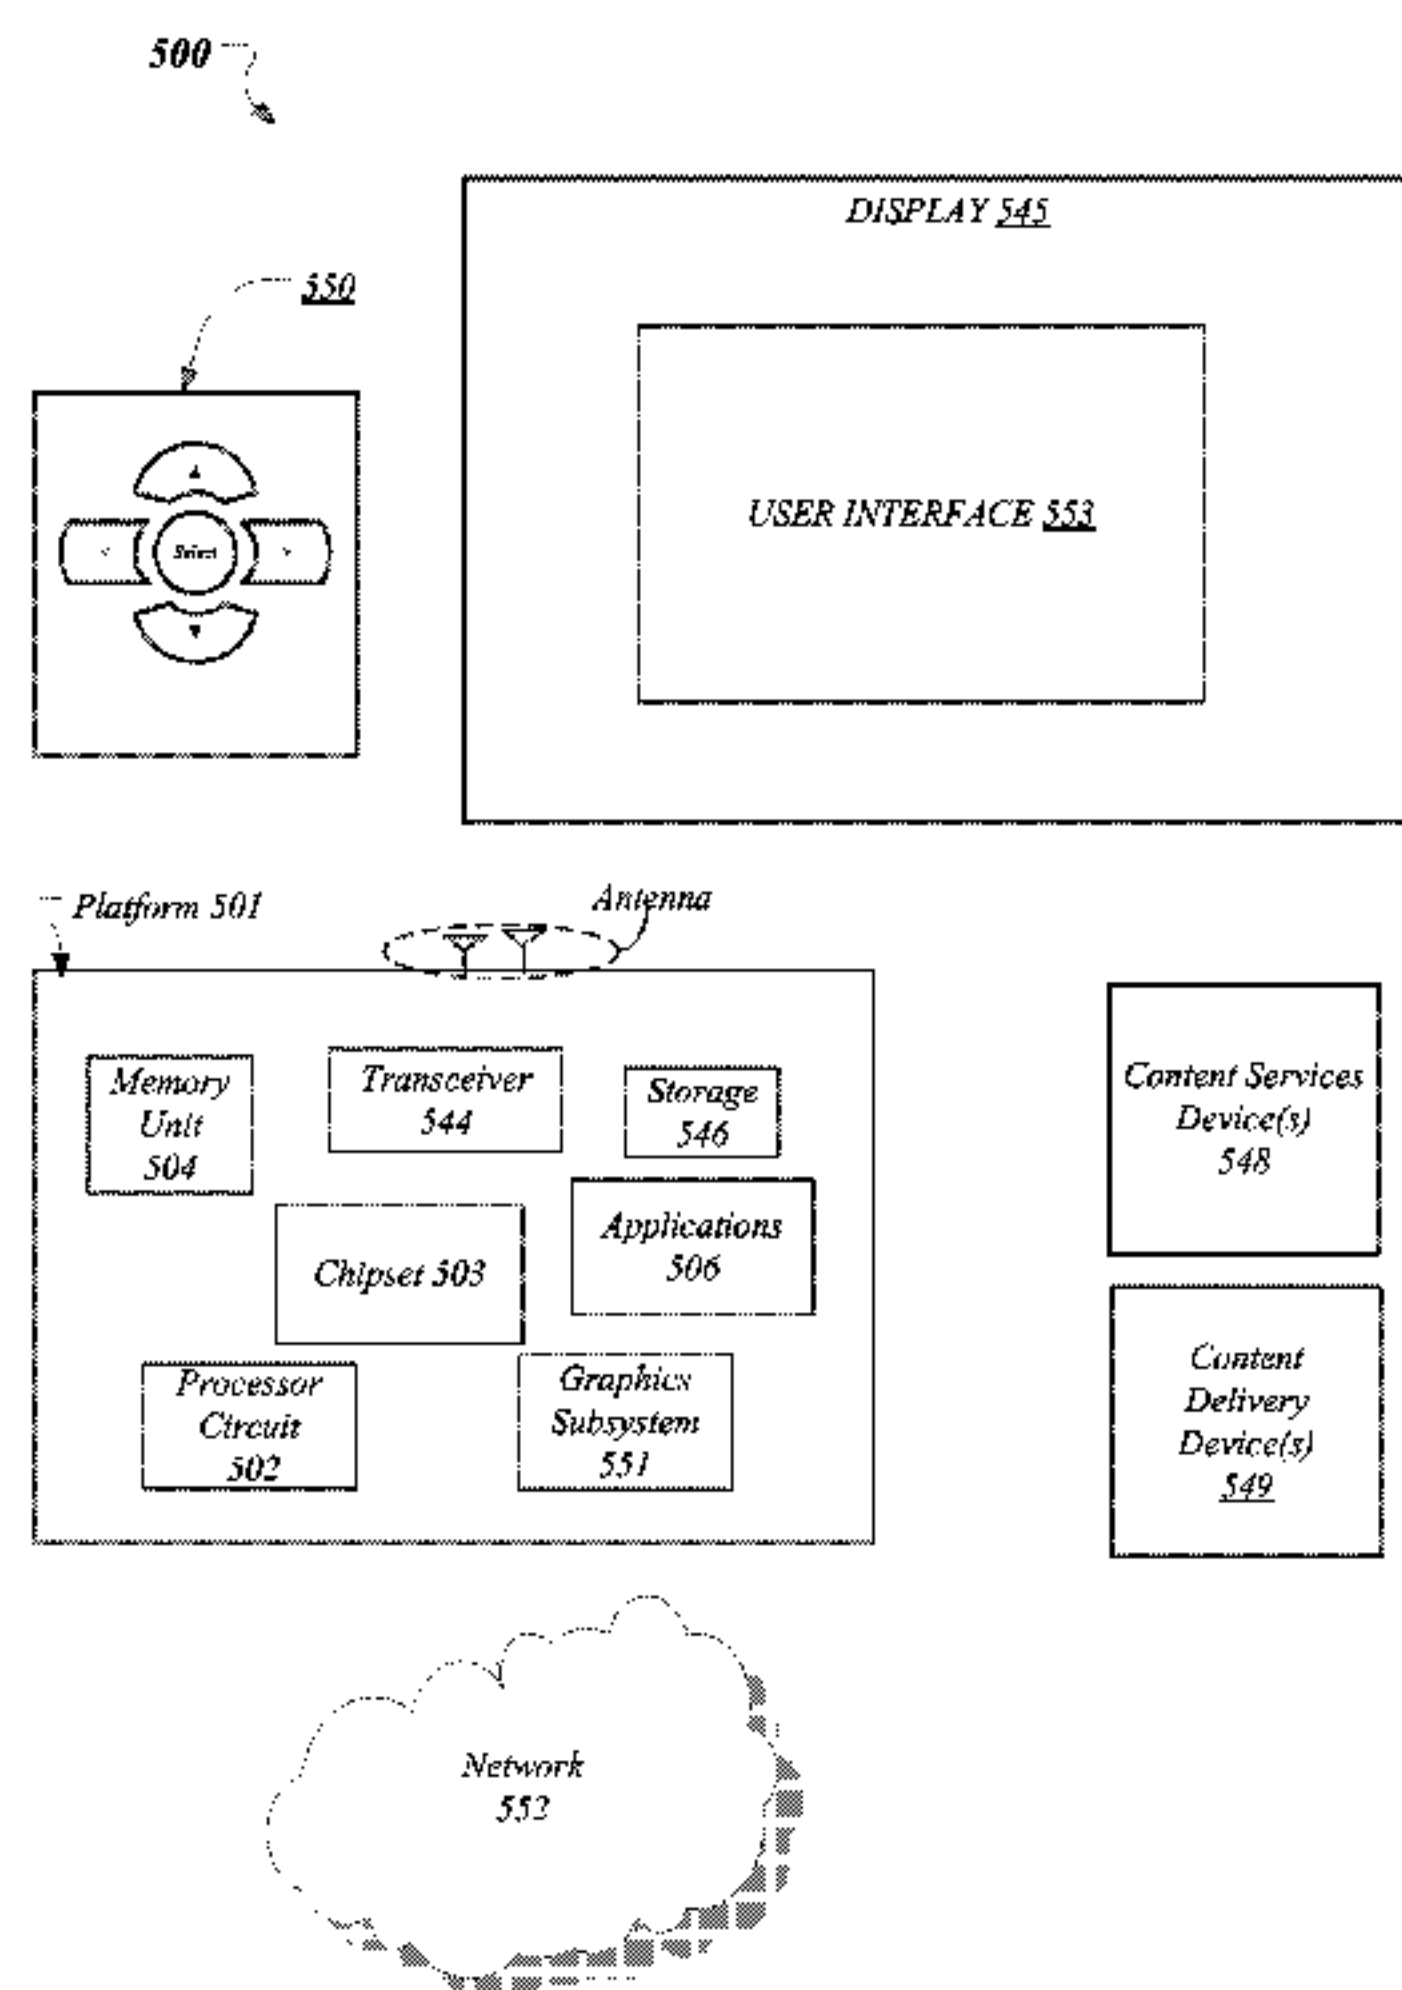 500
DISPLAY 545
550
USER INTERFACE 553
Select
Platform 501
Antenna
Memory
Unit
504
Transceiver
544
Storage
546
Chipset 503
Applications
506
Processor
Circuit
502
Graphics
Subsystem
551
Content Services
Device(s)
548
Content
Delivery
Device(s)
549
Network
552